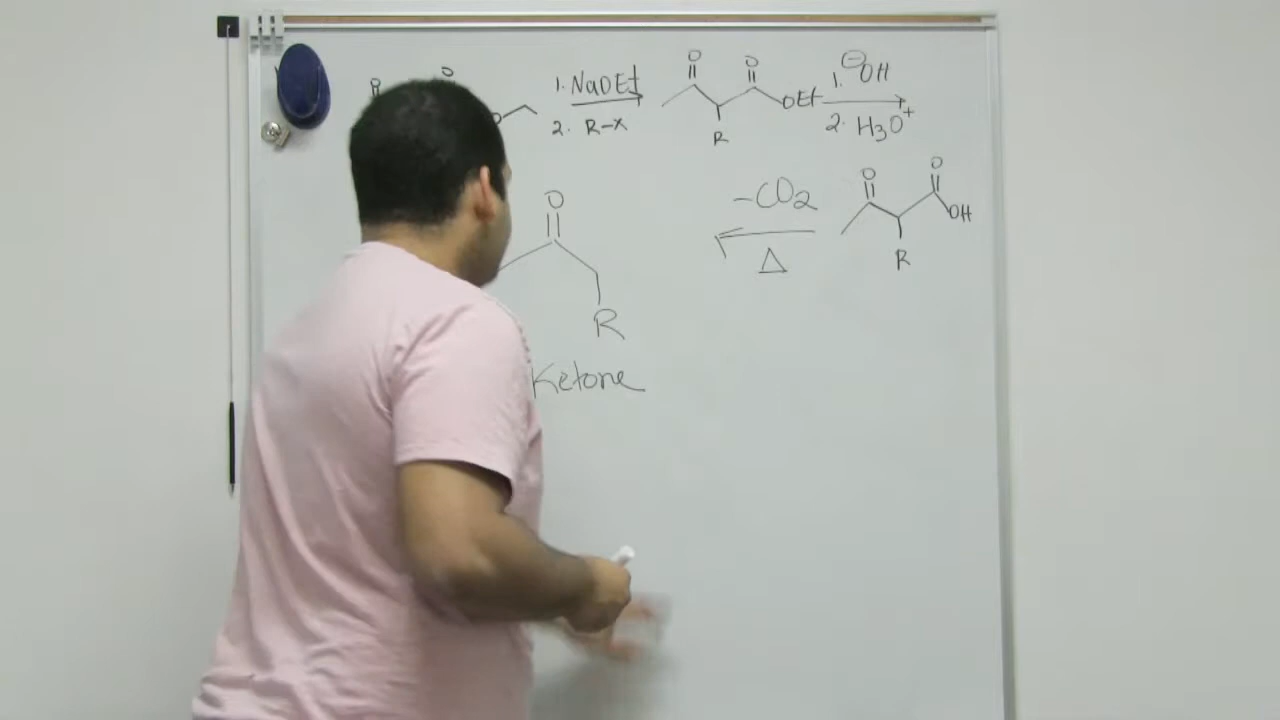 O O 1. NaOEt O O OEt 1. ⊖OH
O 2. R-X R 2. H3O+
O -CO2 O O OH
Δ R
R
Ketone